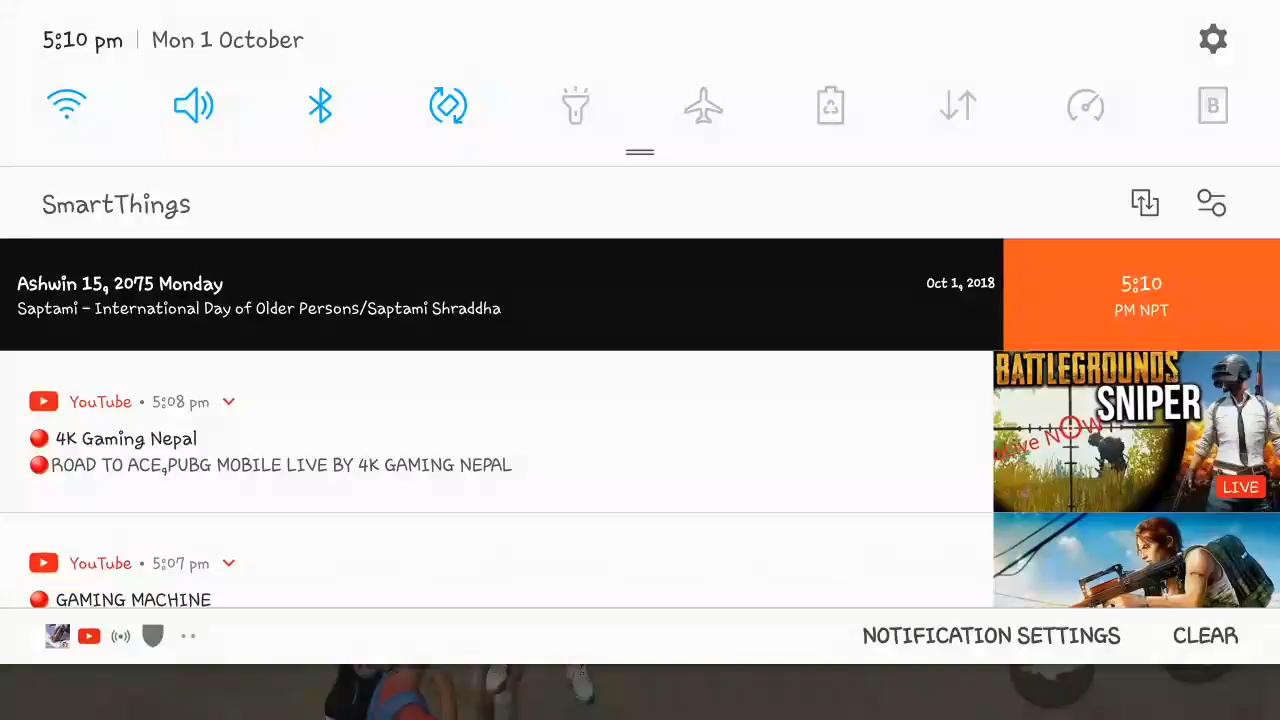 5:10 pm | Mon 1 October
B
SmartThings
Ashwin 15, 2075 Monday
Saptami - International Day of Older Persons/Saptami Shraddha
Oct 1, 2018
5:10
PM NPT
YouTube • 5:08 pm
4K Gaming Nepal
ROAD TO ACE,PUBG MOBILE LIVE BY 4K GAMING NEPAL
BATTLEGROUNDS
SNIPER
Live NOW
LIVE
YouTube • 5:07 pm
GAMING MACHINE
NOTIFICATION SETTINGS
CLEAR